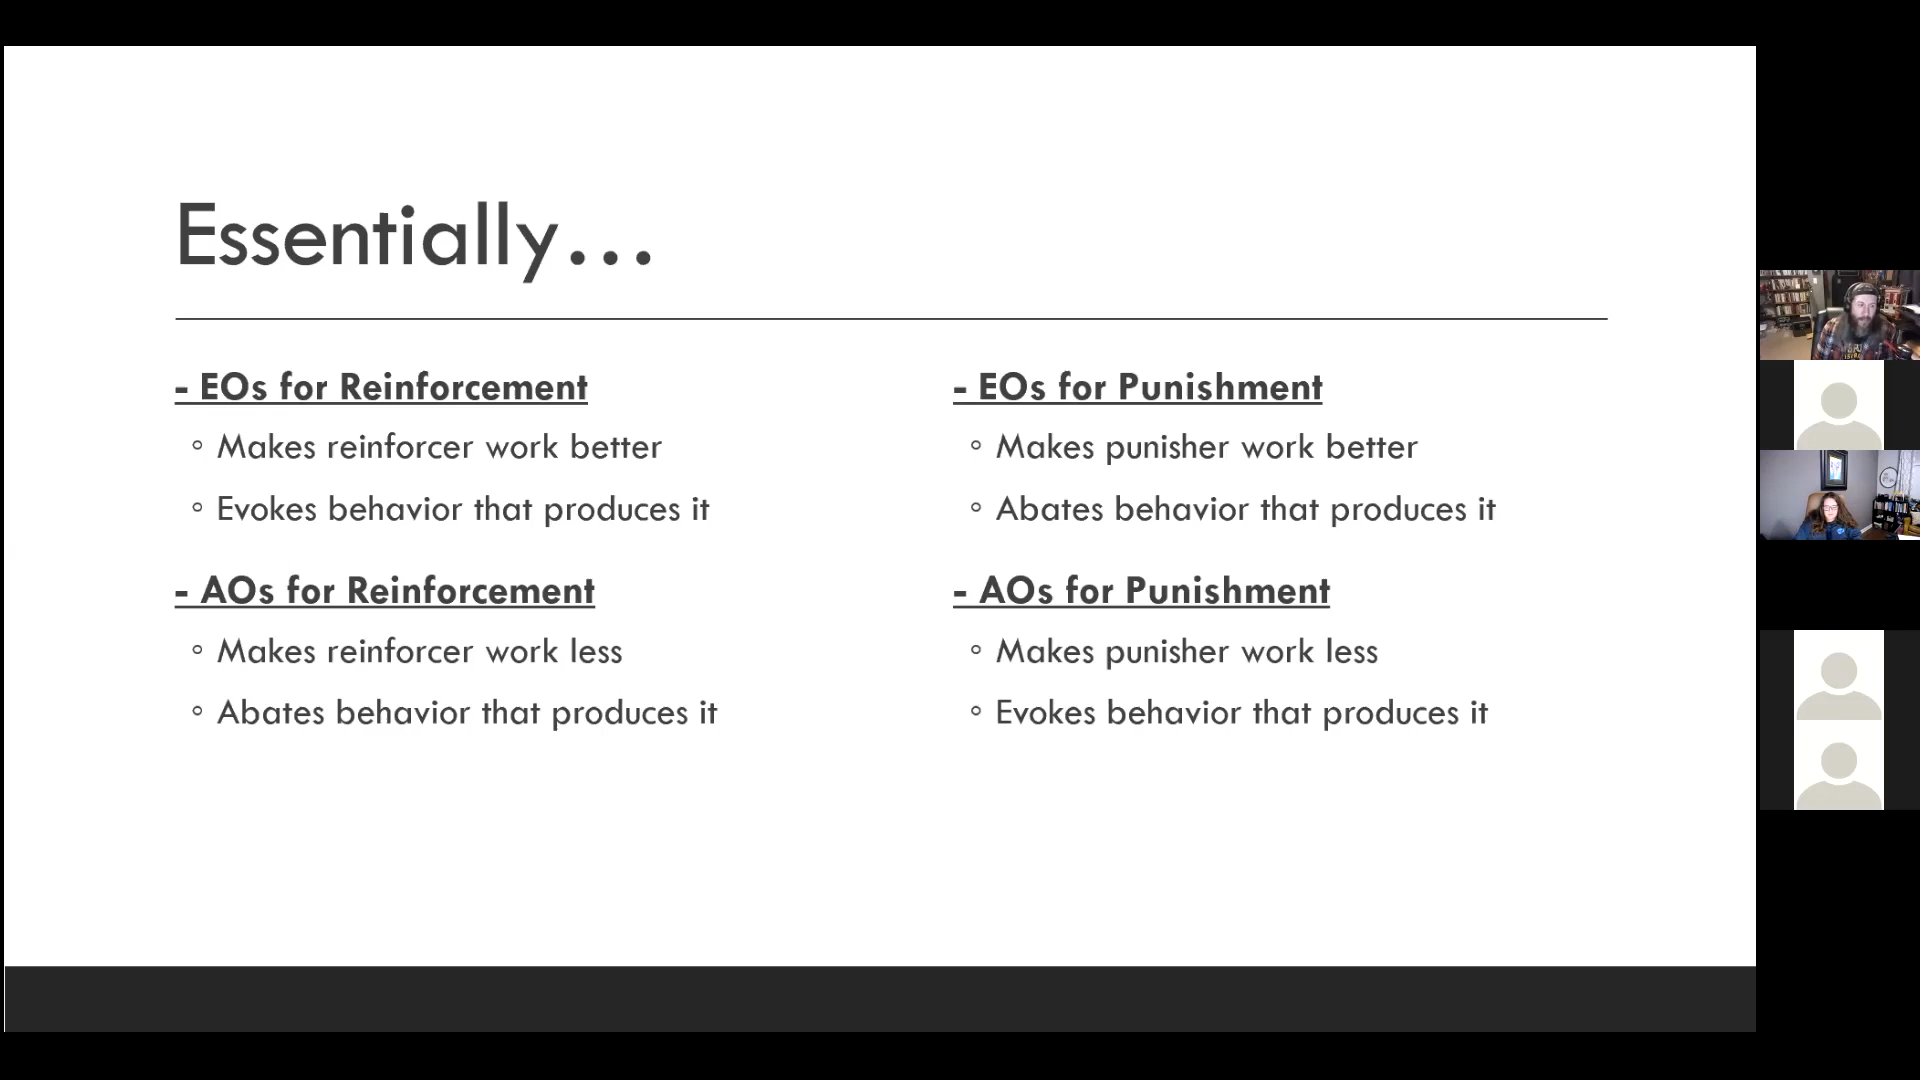 Essentially…
- EOs for Reinforcement
◦ Makes reinforcer work better
◦ Evokes behavior that produces it
- AOs for Reinforcement
◦ Makes reinforcer work less
◦ Abates behavior that produces it
- EOs for Punishment
◦ Makes punisher work better
◦ Abates behavior that produces it
- AOs for Punishment
◦ Makes punisher work less
◦ Evokes behavior that produces it